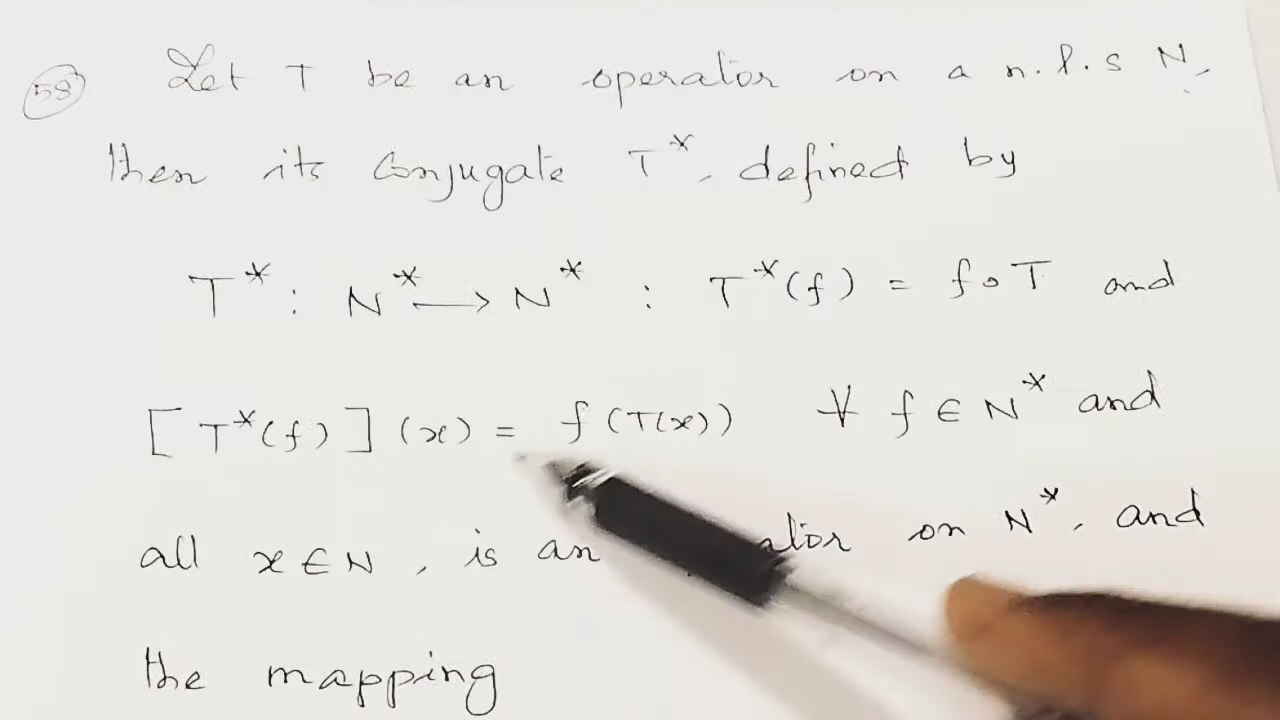 58 Let T be an operator on a n.l.s N,
then its conjugate T*, defined by
T* : N* → N* : T*(f) = f∘T and
[T*(f)](x) = f(T(x)) ∀ f ∈ N* and
all x ∈ N, is an on N*, and
the mapping